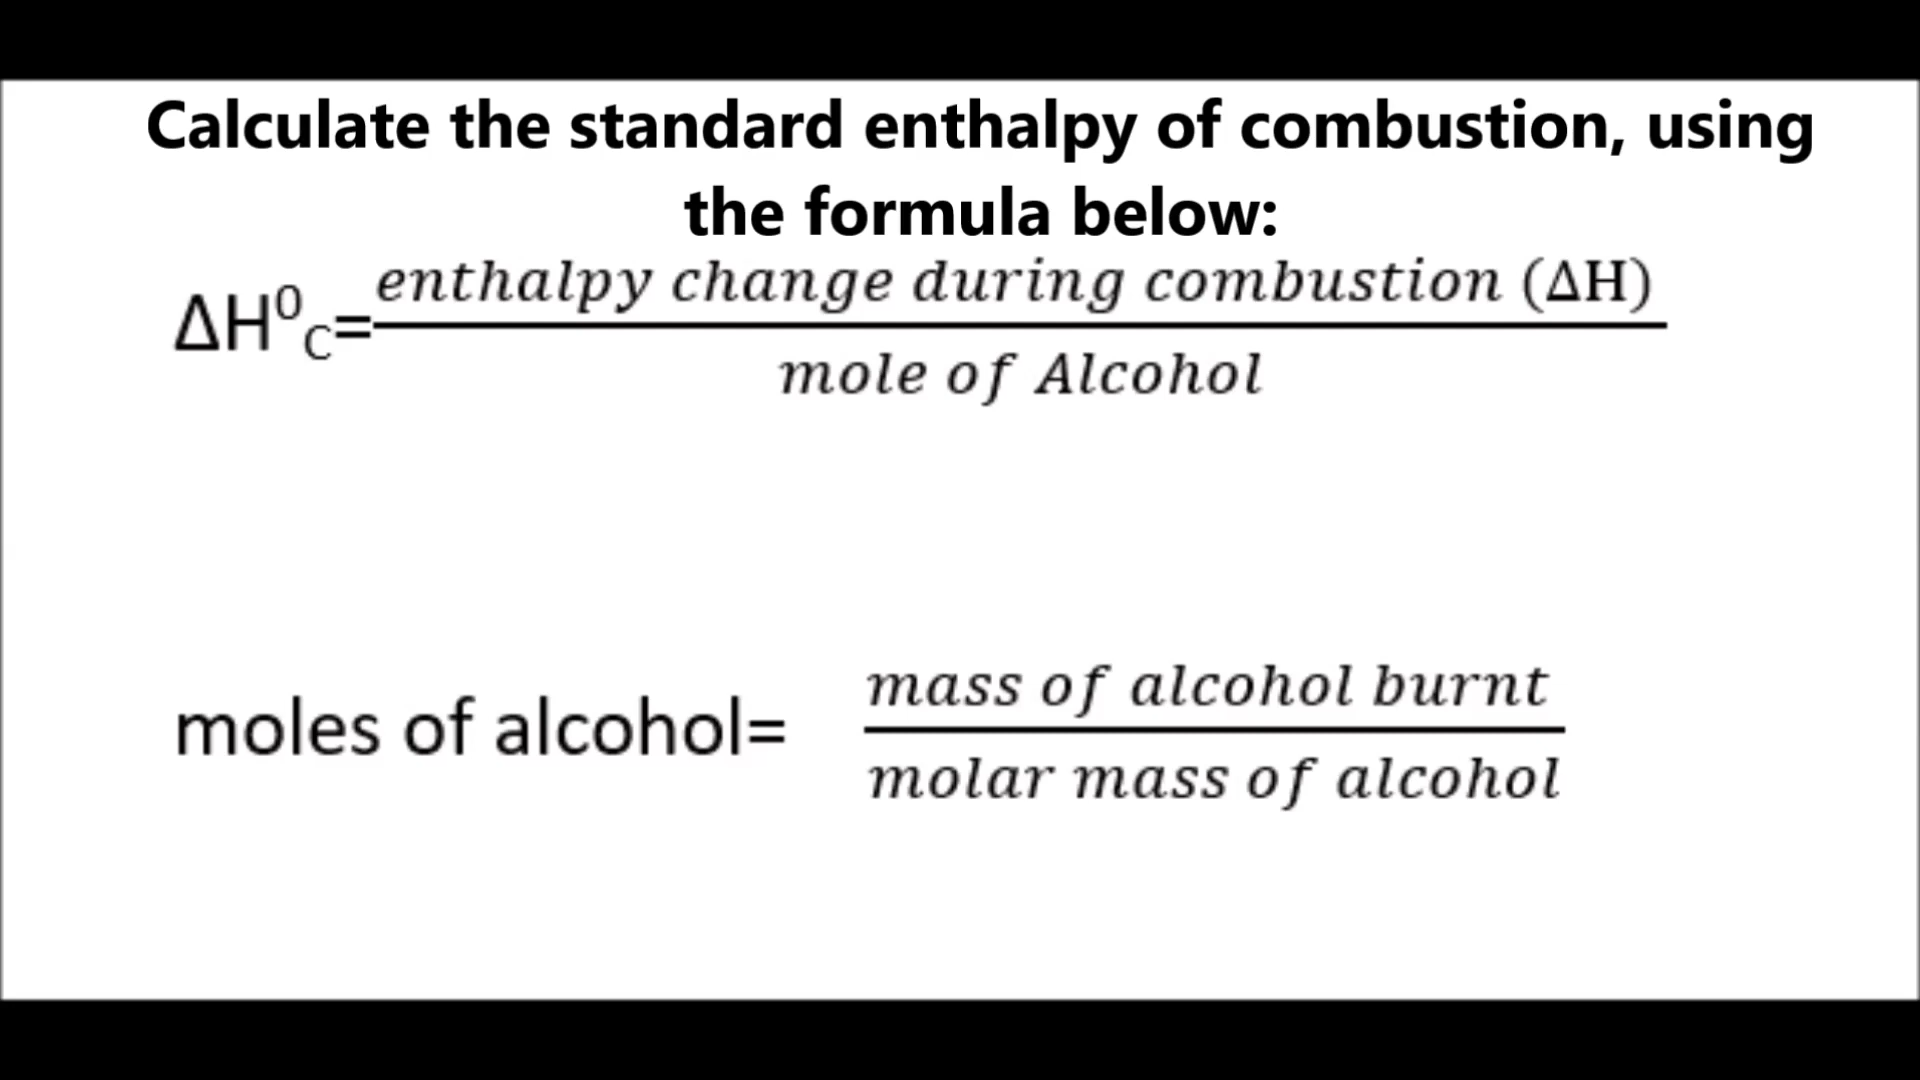 Calculate the standard enthalpy of combustion, using
the formula below:
ΔH⁰C= enthalpy change during combustion (ΔH)
mole of Alcohol
moles of alcohol= mass of alcohol burnt
molar mass of alcohol